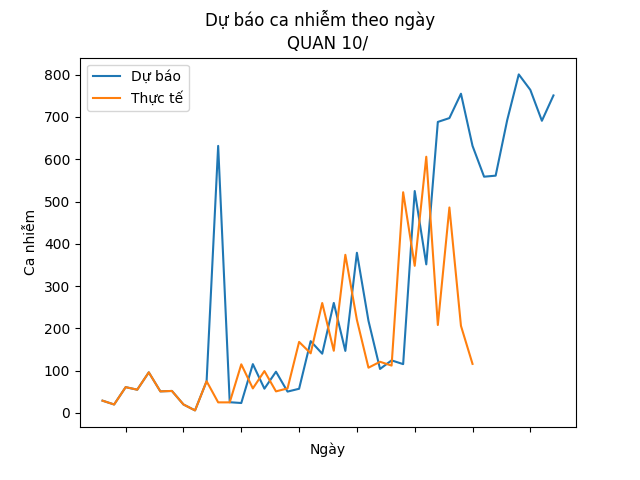 Dự báo ca nhiễm theo ngày
QUAN 10/
Dự báo
Thực tế
800
700
600
500
400
300
200
100
0
Ca nhiễm
Ngày